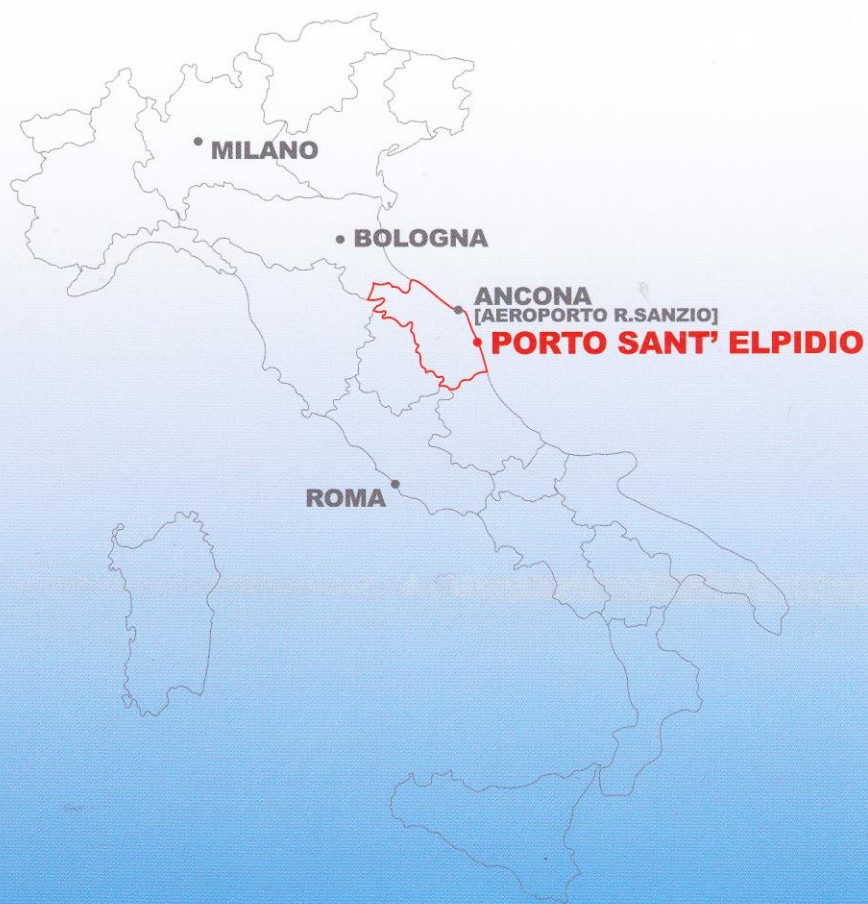 MILANO
BOLOGNA
ANCONA
[AEROPORTO R.SANZIO]
PORTO SANT' ELPIDIO
ROMA